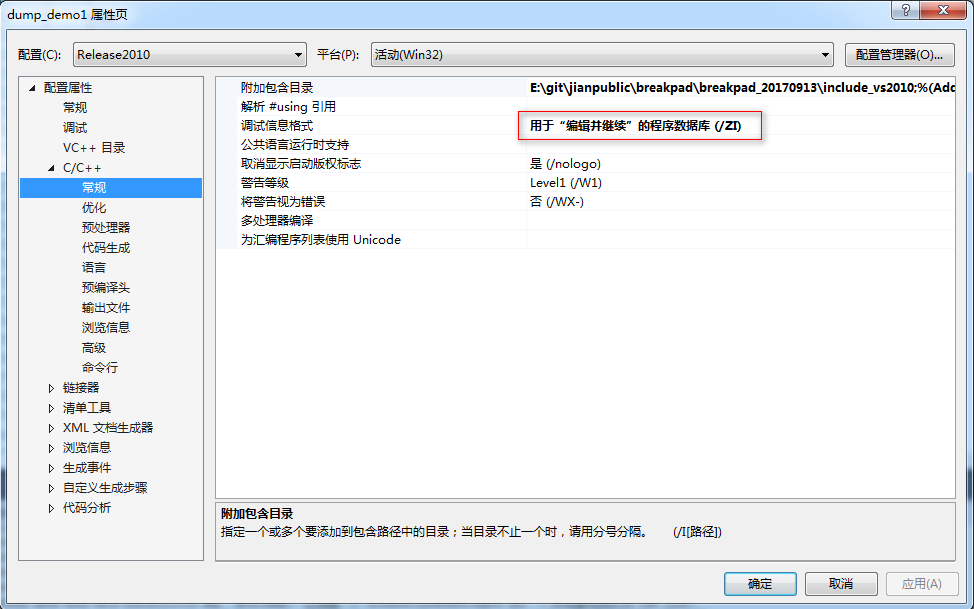 dump_demo1 属性页
配置(C): Release2010 平台(P): 活动(Win32) 配置管理器(O)...
配置属性
常规
调试
VC++ 目录
C/C++
常规
优化
预处理器
代码生成
语言
预编译头
输出文件
浏览信息
高级
命令行
链接器
清单工具
XML 文档生成器
浏览信息
生成事件
自定义生成步骤
代码分析
附加包含目录 E:\git\jianpublic\breakpad\breakpad_20170913\include_vs2010;%(Add
解析 #using 引用
调试信息格式 用于“编辑并继续”的程序数据库 (/ZI)
公共语言运行时支持
取消显示启动版权标志 是 (/nologo)
警告等级 Level1 (/W1)
将警告视为错误 否 (/WX-)
多处理器编译
为汇编程序列表使用 Unicode
附加包含目录
指定一个或多个要添加到包含路径中的目录；当目录不止一个时，请用分号分隔。 (/I[路径])
确定 取消 应用(A)